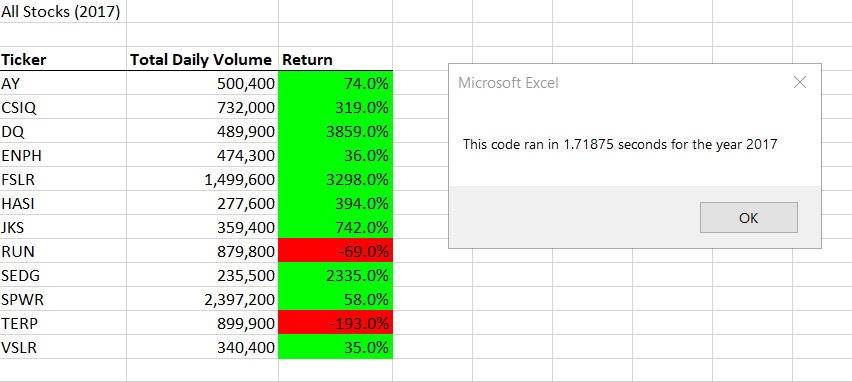 All Stocks (2017)
Ticker Total Daily Volume Return
AY 500,400 74.0%
CSIQ 732,000 319.0%
DQ 489,900 3859.0%
ENPH 474,300 36.0%
FSLR 1,499,600 3298.0%
HASI 277,600 394.0%
JKS 359,400 742.0%
RUN 879,800 -69.0%
SEDG 235,500 2335.0%
SPWR 2,397,200 58.0%
TERP 899,900 -193.0%
VSLR 340,400 35.0%
Microsoft Excel
This code ran in 1.71875 seconds for the year 2017
OK